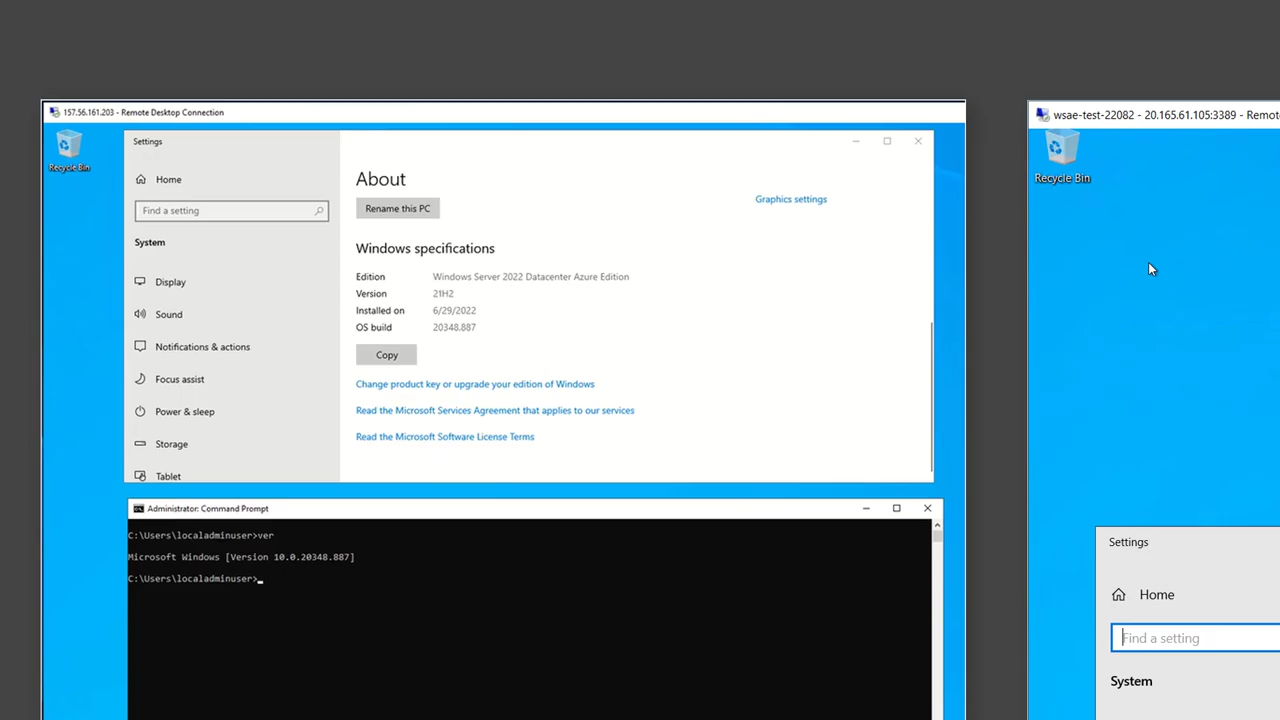 157.56.161.203 - Remote Desktop Connection
Recycle Bin
Settings
Home
Find a setting
System
Display
Sound
Notifications & actions
Focus assist
Power & sleep
Storage
Tablet
About
Rename this PC
Graphics settings
Windows specifications
Edition Windows Server 2022 Datacenter Azure Edition
Version 21H2
Installed on 6/29/2022
OS build 20348.887
Copy
Change product key or upgrade your edition of Windows
Read the Microsoft Services Agreement that applies to our services
Read the Microsoft Software License Terms
Administrator: Command Prompt
C:\Users\localadminuser>ver
Microsoft Windows [Version 10.0.20348.887]
C:\Users\localadminuser>_
wsae-test-22082 - 20.165.61.105:3389 - Remot
Recycle Bin
Settings
Home
Find a setting
System